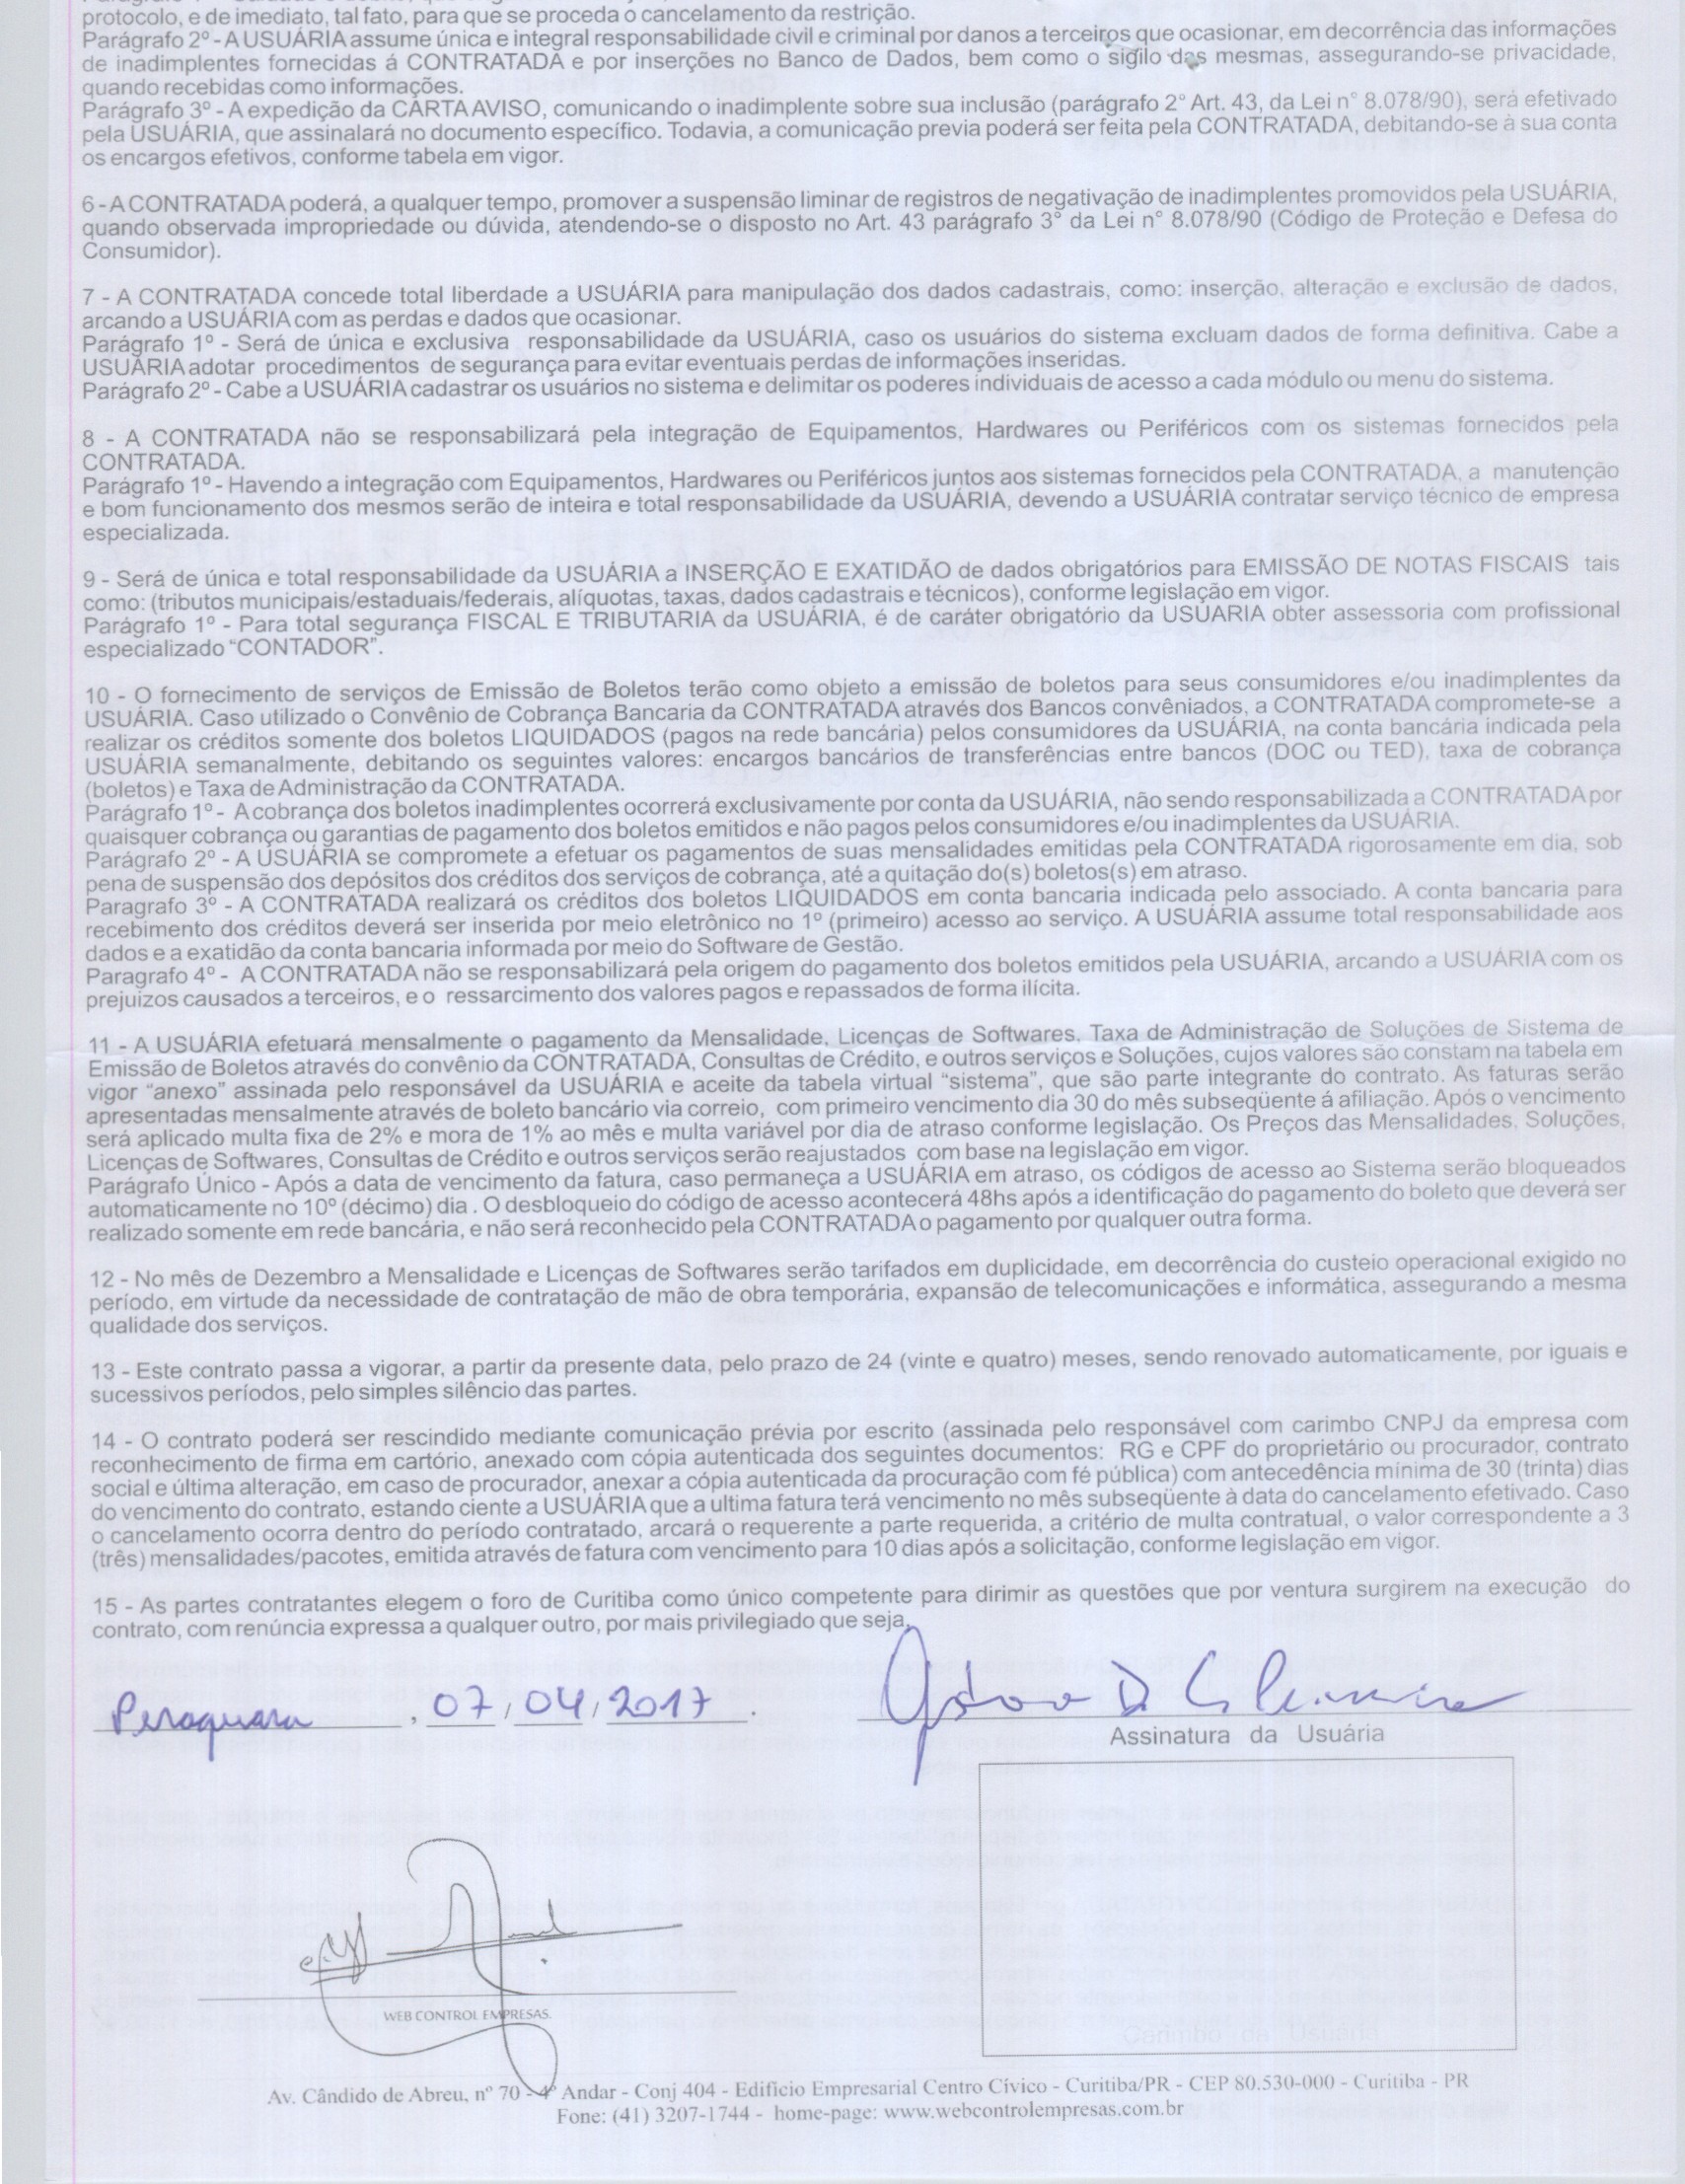 protocolo, e de imediato, tal fato, para que se proceda o cancelamento da restrição.
Parágrafo 2º - A USUÁRIA assume única e integral responsabilidade civil e criminal por danos a terceiros que ocasionar, em decorrência das informações
de inadimplentes fornecidas á CONTRATADA e por inserções no Banco de Dados, bem como o sigilo das mesmas, assegurando-se privacidade,
quando recebidas como informações.
Parágrafo 3º - A expedição da CARTA AVISO, comunicando o inadimplente sobre sua inclusão (parágrafo 2° Art. 43, da Lei n° 8.078/90), será efetivado
pela USUÁRIA, que assinalará no documento específico. Todavia, a comunicação previa poderá ser feita pela CONTRATADA, debitando-se à sua conta
os encargos efetivos, conforme tabela em vigor.
6 - A CONTRATADA poderá, a qualquer tempo, promover a suspensão liminar de registros de negativação de inadimplentes promovidos pela USUÁRIA,
quando observada impropriedade ou dúvida, atendendo-se o disposto no Art. 43 parágrafo 3° da Lei n° 8.078/90 (Código de Proteção e Defesa do
Consumidor).
7 - A CONTRATADA concede total liberdade a USUÁRIA para manipulação dos dados cadastrais, como: inserção, alteração e exclusão de dados,
arcando a USUÁRIA com as perdas e dados que ocasionar.
Parágrafo 1º - Será de única e exclusiva responsabilidade da USUÁRIA, caso os usuários do sistema excluam dados de forma definitiva. Cabe a
USUÁRIA adotar procedimentos de segurança para evitar eventuais perdas de informações inseridas.
Parágrafo 2º - Cabe a USUÁRIA cadastrar os usuários no sistema e delimitar os poderes individuais de acesso a cada módulo ou menu do sistema.
8 - A CONTRATADA não se responsabilizará pela integração de Equipamentos, Hardwares ou Periféricos com os sistemas fornecidos pela
CONTRATADA.
Parágrafo 1º - Havendo a integração com Equipamentos, Hardwares ou Periféricos juntos aos sistemas fornecidos pela CONTRATADA, a manutenção
e bom funcionamento dos mesmos serão de inteira e total responsabilidade da USUÁRIA, devendo a USUÁRIA contratar serviço técnico de empresa
especializada.
9 - Será de única e total responsabilidade da USUÁRIA a INSERÇÃO E EXATIDÃO de dados obrigatórios para EMISSÃO DE NOTAS FISCAIS tais
como: (tributos municipais/estaduais/federais, alíquotas, taxas, dados cadastrais e técnicos), conforme legislação em vigor.
Parágrafo 1º - Para total segurança FISCAL E TRIBUTARIA da USUÁRIA, é de caráter obrigatório da USUARIA obter assessoria com profissional
especializado “CONTADOR”.
10 - O fornecimento de serviços de Emissão de Boletos terão como objeto a emissão de boletos para seus consumidores e/ou inadimplentes da
USUÁRIA. Caso utilizado o Convênio de Cobrança Bancaria da CONTRATADA através dos Bancos convêniados, a CONTRATADA compromete-se a
realizar os créditos somente dos boletos LIQUIDADOS (pagos na rede bancária) pelos consumidores da USUÁRIA, na conta bancária indicada pela
USUÁRIA semanalmente, debitando os seguintes valores: encargos bancários de transferências entre bancos (DOC ou TED), taxa de cobrança
(boletos) e Taxa de Administração da CONTRATADA.
Parágrafo 1º - A cobrança dos boletos inadimplentes ocorrerá exclusivamente por conta da USUÁRIA, não sendo responsabilizada a CONTRATADA por
quaisquer cobrança ou garantias de pagamento dos boletos emitidos e não pagos pelos consumidores e/ou inadimplentes da USUÁRIA.
Parágrafo 2º - A USUÁRIA se compromete a efetuar os pagamentos de suas mensalidades emitidas pela CONTRATADA rigorosamente em dia, sob
pena de suspensão dos depósitos dos créditos dos serviços de cobrança, até a quitação do(s) boletos(s) em atraso.
Paragrafo 3º - A CONTRATADA realizará os créditos dos boletos LIQUIDADOS em conta bancaria indicada pelo associado. A conta bancaria para
recebimento dos créditos deverá ser inserida por meio eletrônico no 1º (primeiro) acesso ao serviço. A USUÁRIA assume total responsabilidade aos
dados e a exatidão da conta bancaria informada por meio do Software de Gestão.
Paragrafo 4º - A CONTRATADA não se responsabilizará pela origem do pagamento dos boletos emitidos pela USUÁRIA, arcando a USUÁRIA com os
prejuizos causados a terceiros, e o ressarcimento dos valores pagos e repassados de forma ilícita.
11 - A USUÁRIA efetuará mensalmente o pagamento da Mensalidade, Licenças de Softwares, Taxa de Administração de Soluções de Sistema de
Emissão de Boletos através do convênio da CONTRATADA, Consultas de Crédito, e outros serviços e Soluções, cujos valores são constam na tabela em
vigor “anexo” assinada pelo responsável da USUÁRIA e aceite da tabela virtual “sistema”, que são parte integrante do contrato. As faturas serão
apresentadas mensalmente através de boleto bancário via correio, com primeiro vencimento dia 30 do mês subseqüente á afiliação. Após o vencimento
será aplicado multa fixa de 2% e mora de 1% ao mês e multa variável por dia de atraso conforme legislação. Os Preços das Mensalidades, Soluções,
Licenças de Softwares, Consultas de Crédito e outros serviços serão reajustados com base na legislação em vigor.
Parágrafo Único - Após a data de vencimento da fatura, caso permaneça a USUÁRIA em atraso, os códigos de acesso ao Sistema serão bloqueados
automaticamente no 10º (décimo) dia . O desbloqueio do código de acesso acontecerá 48hs após a identificação do pagamento do boleto que deverá ser
realizado somente em rede bancária, e não será reconhecido pela CONTRATADA o pagamento por qualquer outra forma.
12 - No mês de Dezembro a Mensalidade e Licenças de Softwares serão tarifados em duplicidade, em decorrência do custeio operacional exigido no
período, em virtude da necessidade de contratação de mão de obra temporária, expansão de telecomunicações e informática, assegurando a mesma
qualidade dos serviços.
13 - Este contrato passa a vigorar, a partir da presente data, pelo prazo de 24 (vinte e quatro) meses, sendo renovado automaticamente, por iguais e
sucessivos períodos, pelo simples silêncio das partes.
14 - O contrato poderá ser rescindido mediante comunicação prévia por escrito (assinada pelo responsável com carimbo CNPJ da empresa com
reconhecimento de firma em cartório, anexado com cópia autenticada dos seguintes documentos: RG e CPF do proprietário ou procurador, contrato
social e última alteração, em caso de procurador, anexar a cópia autenticada da procuração com fé pública) com antecedência mínima de 30 (trinta) dias
do vencimento do contrato, estando ciente a USUÁRIA que a ultima fatura terá vencimento no mês subseqüente à data do cancelamento efetivado. Caso
o cancelamento ocorra dentro do período contratado, arcará o requerente a parte requerida, a critério de multa contratual, o valor correspondente a 3
(três) mensalidades/pacotes, emitida através de fatura com vencimento para 10 dias após a solicitação, conforme legislação em vigor.
15 - As partes contratantes elegem o foro de Curitiba como único competente para dirimir as questões que por ventura surgirem na execução do
contrato, com renúncia expressa a qualquer outro, por mais privilegiado que seja.
, 07 / 04 / 2017 .
Assinatura da Usuária
WEB CONTROL EMPRESAS.
Carimbo da Usuária
Av. Cândido de Abreu, nº 70 - 4º Andar - Conj 404 - Edificio Empresarial Centro Cívico - Curitiba/PR - CEP 80.530-000 - Curitiba - PR
Fone: (41) 3207-1744 - home-page: www.webcontrolempresas.com.br